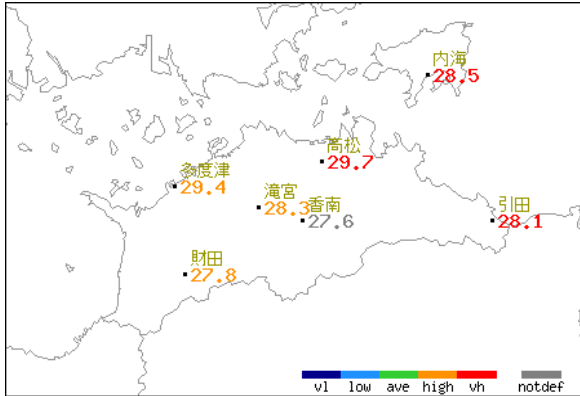 内海
28.5
高松
29.7
多度津
29.4
滝宮
28.3
香南
27.6
引田
28.1
財田
27.8
vl low ave high vh notdef